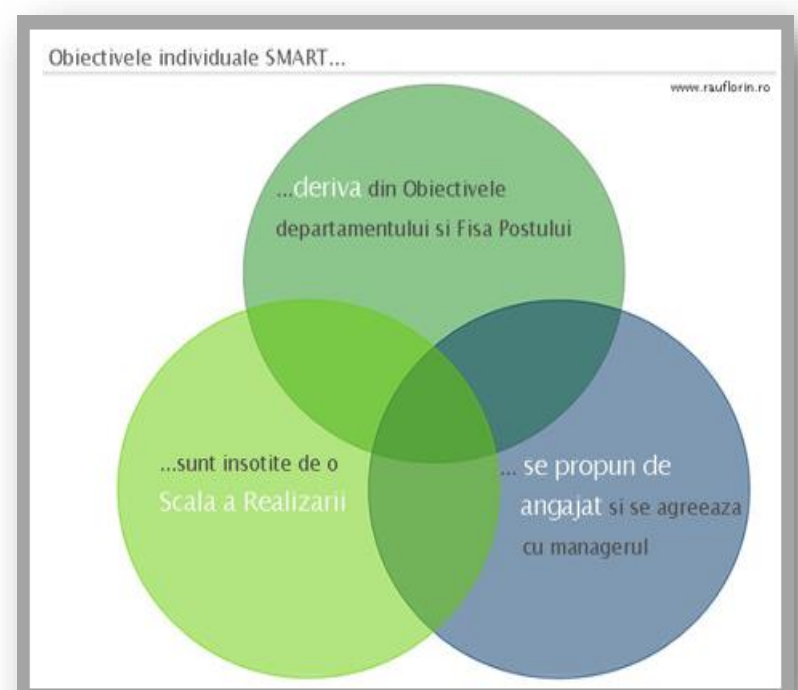 Obiectivele individuale SMART...
www.rauflorin.ro
...deriva din Obiectivele
departamentului si Fisa Postului
...sunt insotite de o
Scala a Realizarii
... se propun de
angajat si se agreeaza
cu managerul